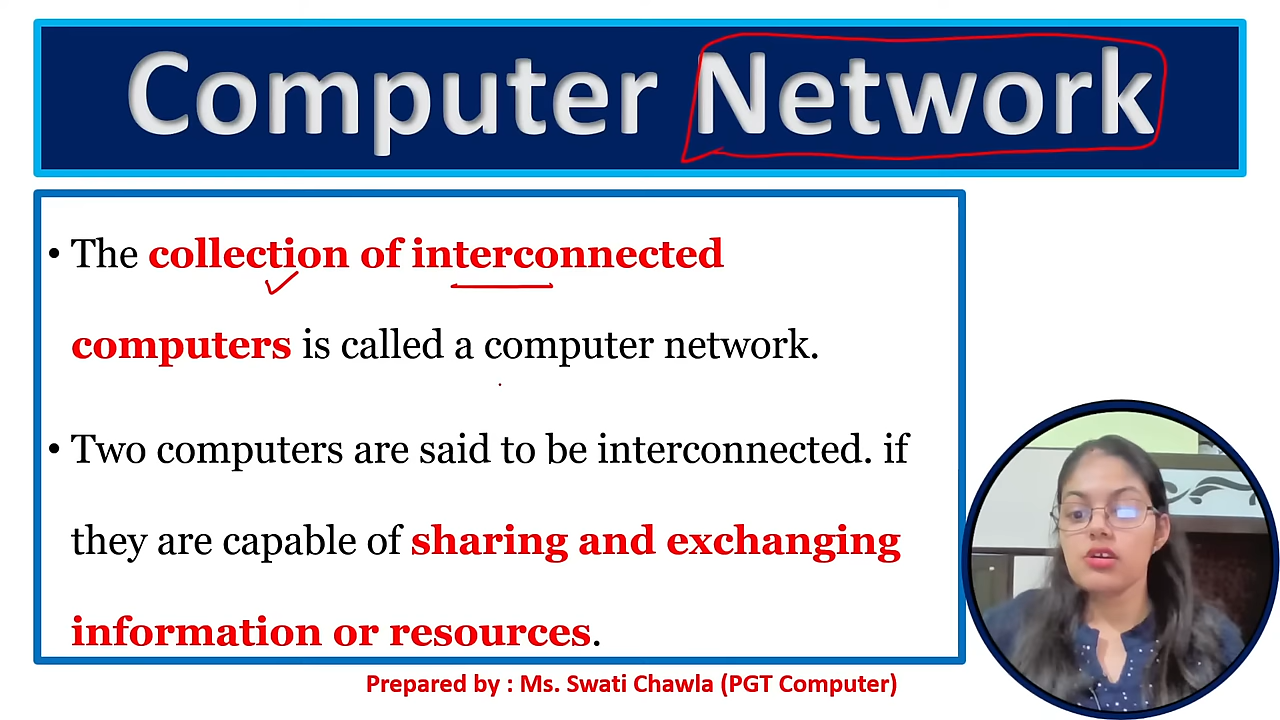 Computer Network
• The collection of interconnected
computers is called a computer network.
• Two computers are said to be interconnected. if
they are capable of sharing and exchanging
information or resources.
Prepared by : Ms. Swati Chawla (PGT Computer)